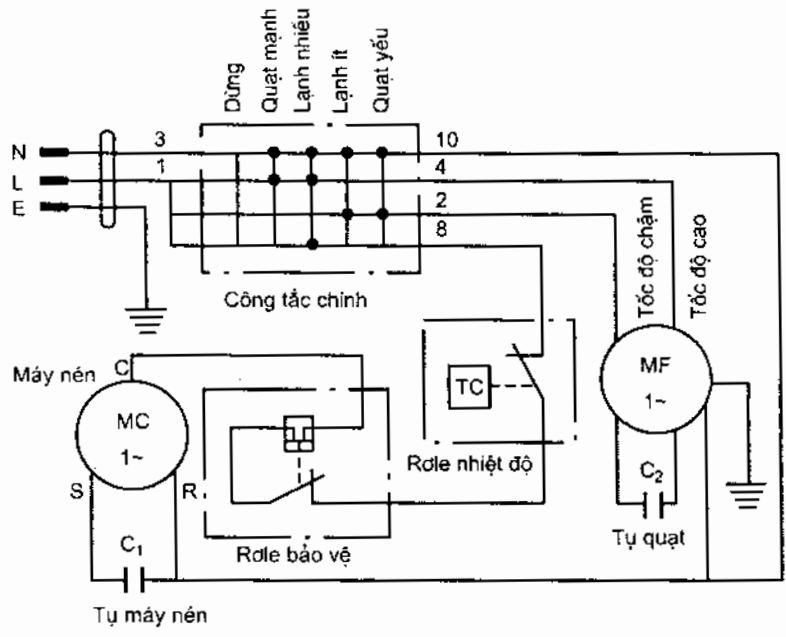 Dừng
Quạt mạnh
Lạnh nhiều
Lạnh ít
Quạt yếu
N
3
10
L
1
4
E
2
8
Công tắc chính
Tốc độ chậm
Tốc độ cao
Máy nén
C
MC
1~
S
R
TC
Rơle nhiệt độ
MF
1~
C2
Tụ quạt
C1
Rơle bảo vệ
Tụ máy nén